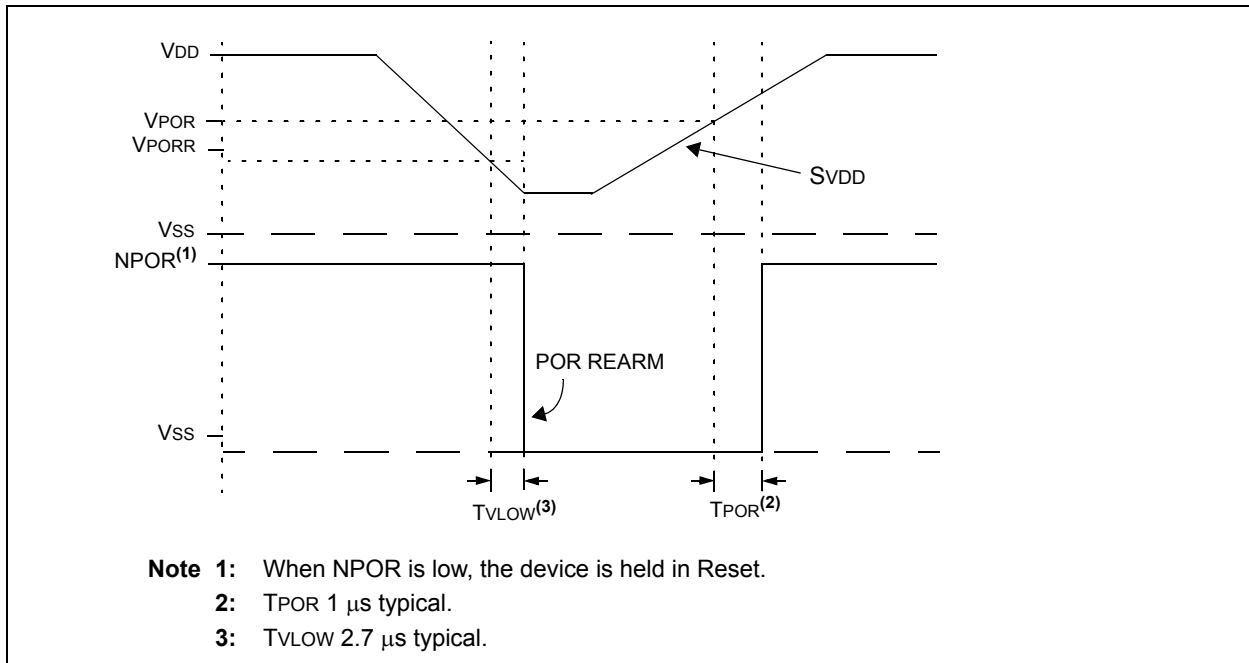 VDD
VPOR
VPORR
SVDD
VSS
NPOR(1)
POR REARM
VSS
TVLOW(3)
TPOR(2)
Note 1: When NPOR is low, the device is held in Reset.
2: TPOR 1 μs typical.
3: TVLOW 2.7 μs typical.